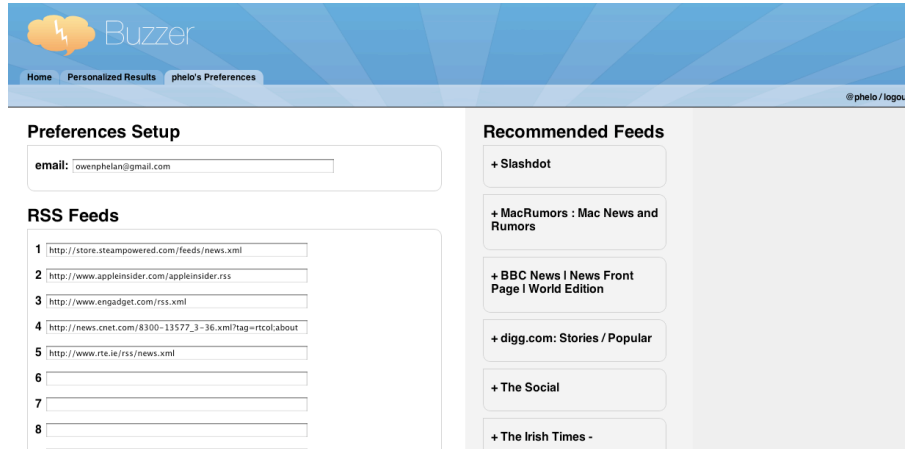 Buzzer
Home Personalized Results phelo's Preferences
@phelo / logou
Preferences Setup
email: owenphelan@gmail.com
RSS Feeds
1 http://store.steampowered.com/feeds/news.xml
2 http://www.appleinsider.com/appleinsider.rss
3 http://www.engadget.com/rss.xml
4 http://news.cnet.com/8300-13577_3-36.xml?tag=rtcol;about
5 http://www.rte.ie/rss/news.xml
6
7
8
Recommended Feeds
+ Slashdot
+ MacRumors : Mac News and
Rumors
+ BBC News | News Front
Page | World Edition
+ digg.com: Stories / Popular
+ The Social
+ The Irish Times -